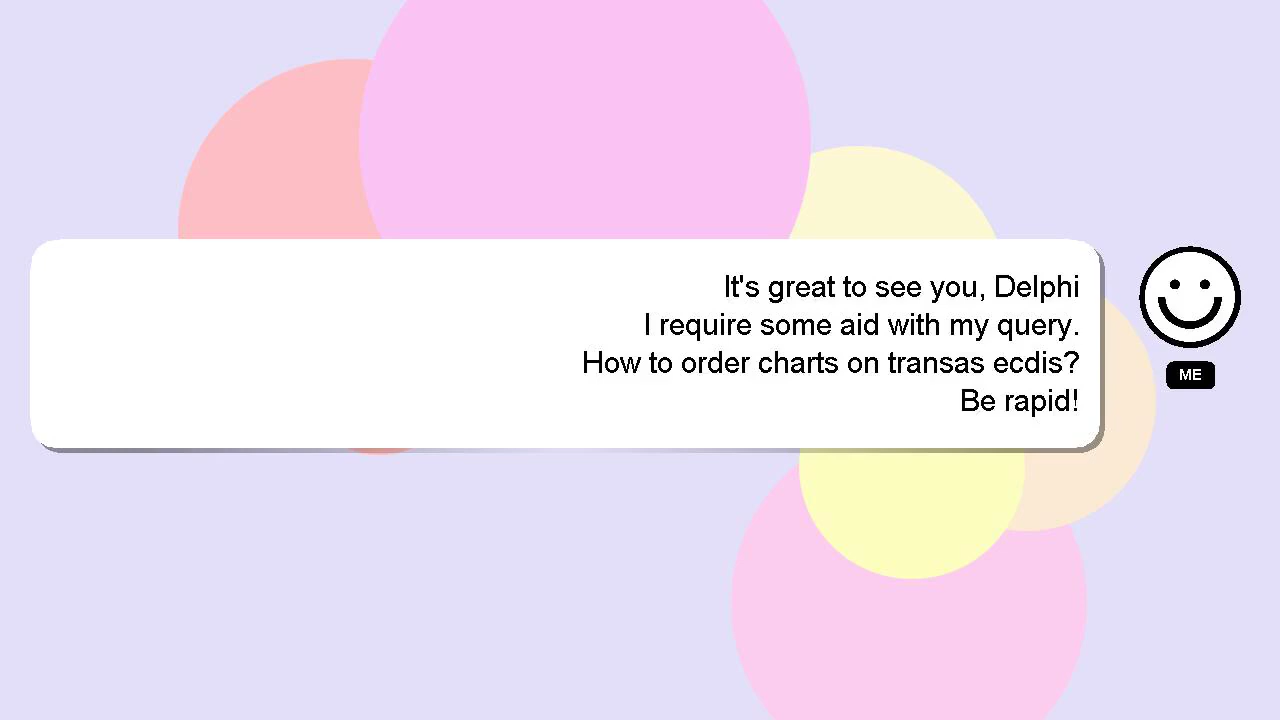 It's great to see you, Delphi
I require some aid with my query.
How to order charts on transas ecdis?
Be rapid!
ME